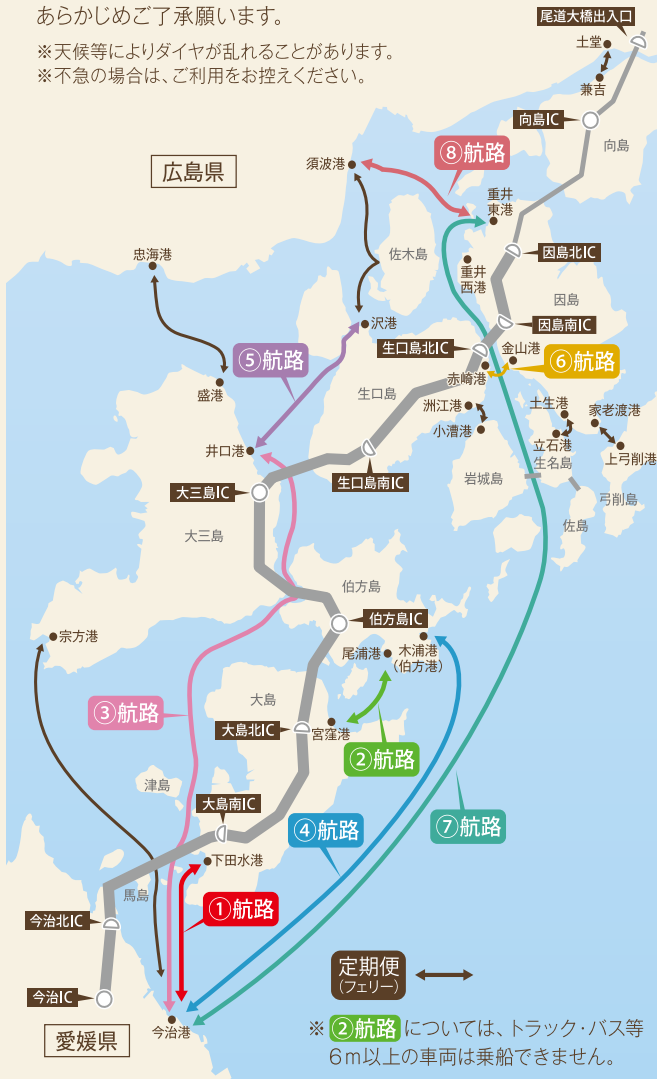 あらかじめご了承願います。
※天候等によりダイヤが乱れることがあります。
※不急の場合は、ご利用をお控えください。
尾道大橋出入口
土堂
兼吉
向島IC
向島
広島県
須波港
⑧航路
重井
東港
忠海港
佐木島
重井
西港
因島北IC
因島
沢港
因島南IC
生口島北IC
金山港
⑤航路
⑥航路
赤崎港
盛港
生口島
洲江港
土生港
家老渡港
小漕港
井口港
立石港
生名島
上弓削港
生口島南IC
岩城島
大三島IC
弓削島
佐島
大三島
伯方島
伯方島IC
宗方港
尾浦港
木浦港
(伯方港)
大島
③航路
大島北IC
宮窪港
②航路
津島
大島南IC
④航路
⑦航路
下田水港
馬島
①航路
今治北IC
定期便
(フェリー)
今治IC
今治港
愛媛県
※②航路については、トラック・バス等
6m以上の車両は乗船できません。